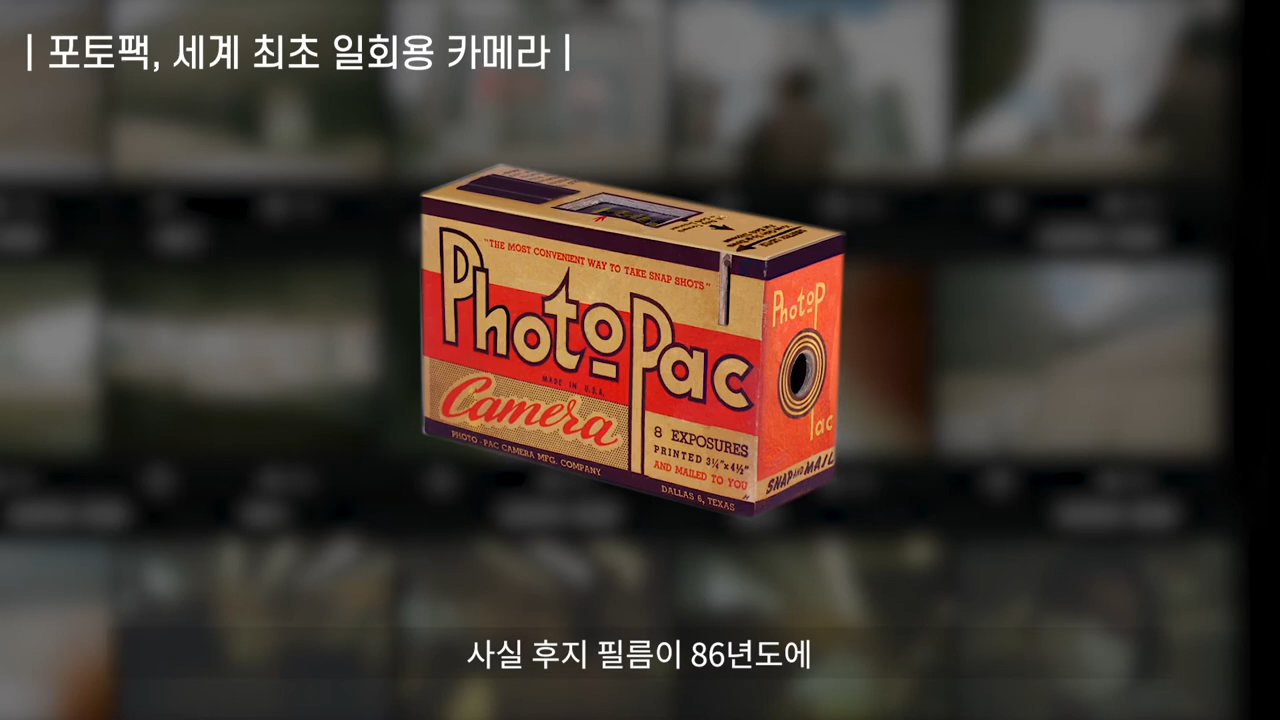 | 포토팩, 세계 최초 일회용 카메라 |
"THE MOST CONVENIENT WAY TO TAKE SNAP SHOTS"
PhotoPac
MADE IN U.S.A.
Camera
8 EXPOSURES
PRINTED 3¼"x4½"
AND MAILED TO YOU
PHOTO-PAC CAMERA MFG. COMPANY
DALLAS 6, TEXAS
PhotoP
ac
SNAP AND MAIL
사실 후지 필름이 86년도에